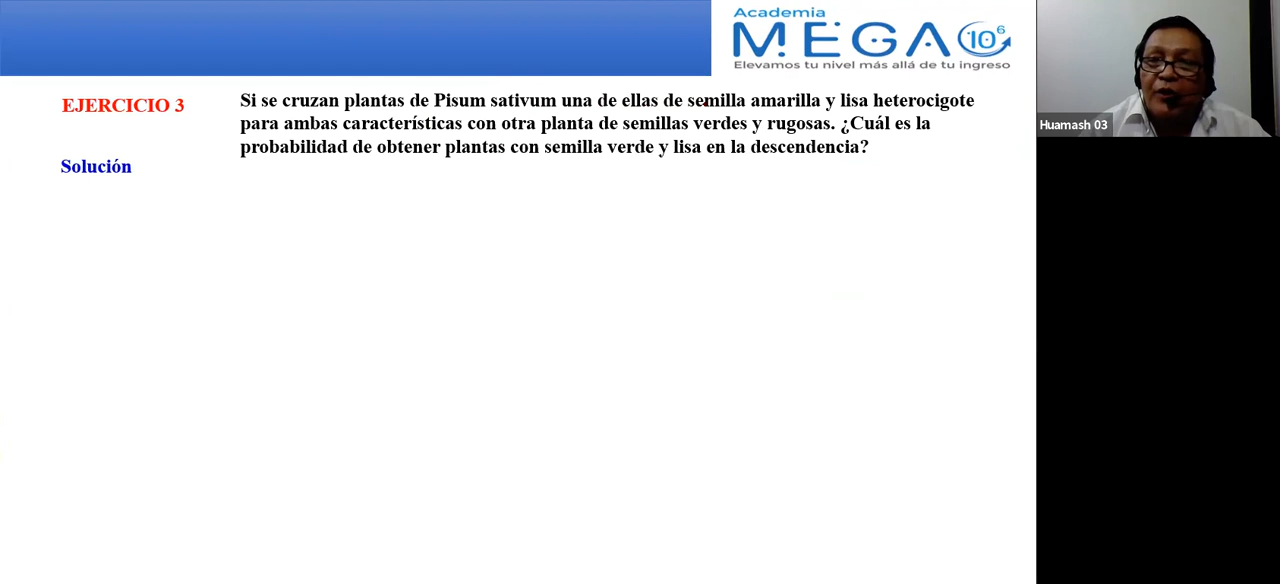 Academia
MEGA 10⁶
Elevamos tu nivel más allá de tu ingreso
Huamash 03
EJERCICIO 3
Si se cruzan plantas de Pisum sativum una de ellas de semilla amarilla y lisa heterocigote
para ambas características con otra planta de semillas verdes y rugosas. ¿Cuál es la
probabilidad de obtener plantas con semilla verde y lisa en la descendencia?
Solución